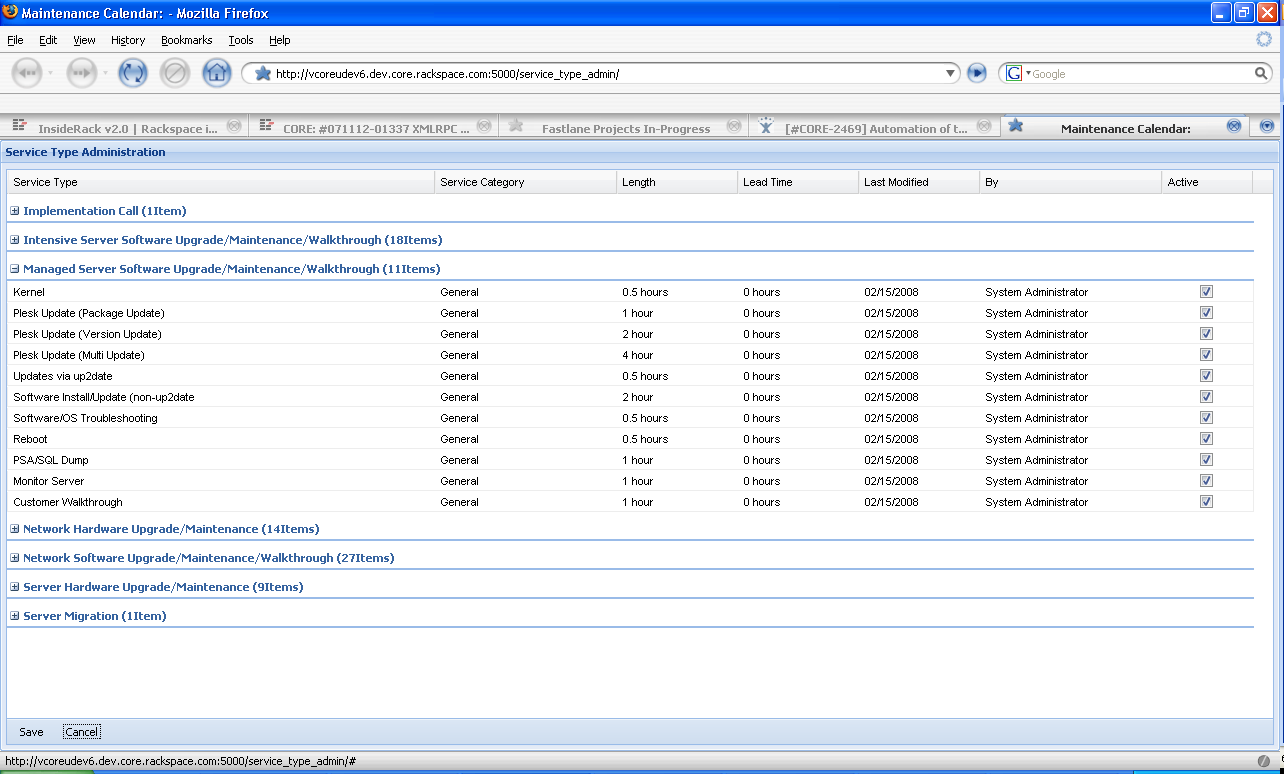 Maintenance Calendar: - Mozilla Firefox
File Edit View History Bookmarks Tools Help
http://vcoreudev6.dev.core.rackspace.com:5000/service_type_admin/ G Google
InsideRack v2.0 | Rackspace i... CORE: #071112-01337 XMLRPC ... Fastlane Projects In-Progress [#CORE-2469] Automation of t... Maintenance Calendar:
Service Type Administration
Service Type Service Category Length Lead Time Last Modified By Active
Implementation Call (1Item)
Intensive Server Software Upgrade/Maintenance/Walkthrough (18Items)
Managed Server Software Upgrade/Maintenance/Walkthrough (11Items)
Kernel General 0.5 hours 0 hours 02/15/2008 System Administrator
Plesk Update (Package Update) General 1 hour 0 hours 02/15/2008 System Administrator
Plesk Update (Version Update) General 2 hour 0 hours 02/15/2008 System Administrator
Plesk Update (Multi Update) General 4 hour 0 hours 02/15/2008 System Administrator
Updates via up2date General 0.5 hours 0 hours 02/15/2008 System Administrator
Software Install/Update (non-up2date General 2 hour 0 hours 02/15/2008 System Administrator
Software/OS Troubleshooting General 0.5 hours 0 hours 02/15/2008 System Administrator
Reboot General 0.5 hours 0 hours 02/15/2008 System Administrator
PSA/SQL Dump General 1 hour 0 hours 02/15/2008 System Administrator
Monitor Server General 1 hour 0 hours 02/15/2008 System Administrator
Customer Walkthrough General 1 hour 0 hours 02/15/2008 System Administrator
Network Hardware Upgrade/Maintenance (14Items)
Network Software Upgrade/Maintenance/Walkthrough (27Items)
Server Hardware Upgrade/Maintenance (9Items)
Server Migration (1Item)
Save Cancel
http://vcoreudev6.dev.core.rackspace.com:5000/service_type_admin/#